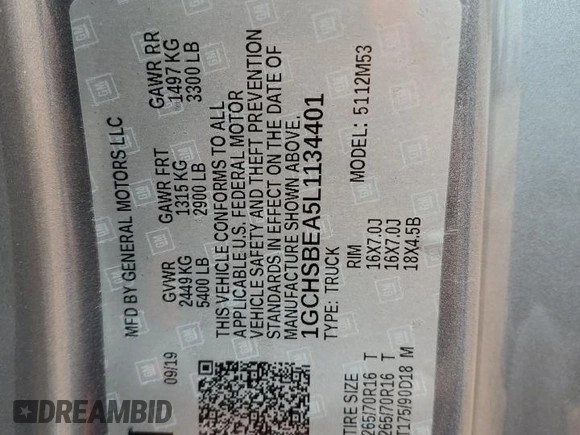 MFD BY GENERAL MOTORS LLC
09/19
GVWR GAWR FRT GAWR RR
2449 KG 1315 KG 1497 KG
5400 LB 2900 LB 3300 LB
THIS VEHICLE CONFORMS TO ALL
APPLICABLE U.S. FEDERAL MOTOR
VEHICLE SAFETY AND THEFT PREVENTION
STANDARDS IN EFFECT ON THE DATE OF
MANUFACTURE SHOWN ABOVE.
1GCHSBEA5L1134401
TYPE: TRUCK MODEL: 5112M53
TIRE SIZE RIM
265/70R16 T 16X7.0J
265/70R16 T 16X7.0J
T175/90D18 M 18X4.5B
GM
DREAMBID